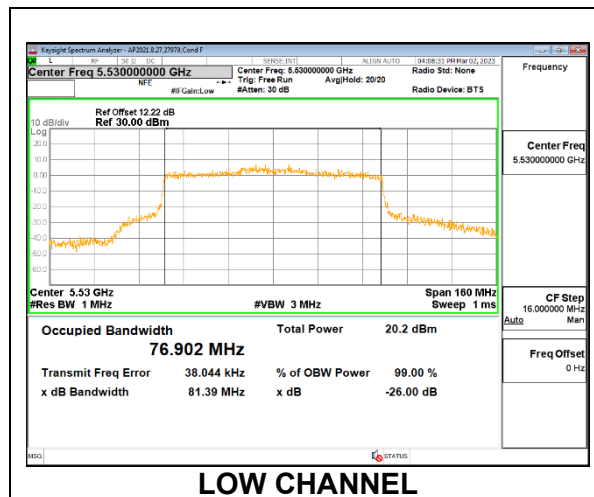 Keysight Spectrum Analyzer - AP2021.8.27,27979,Cond F
L RF 50 Ω DC SENSE:INT ALIGN AUTO 04:08:31 PM Mar 02, 2023
Center Freq 5.530000000 GHz
NFE
#IFGain:Low
Center Freq: 5.530000000 GHz
Trig: Free Run Avg|Hold: 20/20
#Atten: 30 dB
Radio Std: None
Radio Device: BTS
Frequency
Ref Offset 12.22 dB
10 dB/div Ref 30.00 dBm
Log
20.0
10.0
0.00
-10.0
-20.0
-30.0
-40.0
-50.0
-60.0
Center Freq
5.530000000 GHz
Center 5.53 GHz Span 160 MHz
#Res BW 1 MHz #VBW 3 MHz Sweep 1 ms
CF Step
16.000000 MHz
Auto Man
Occupied Bandwidth Total Power 20.2 dBm
76.902 MHz
Transmit Freq Error 38.044 kHz % of OBW Power 99.00 %
x dB Bandwidth 81.39 MHz x dB -26.00 dB
Freq Offset
0 Hz
MSG STATUS
LOW CHANNEL